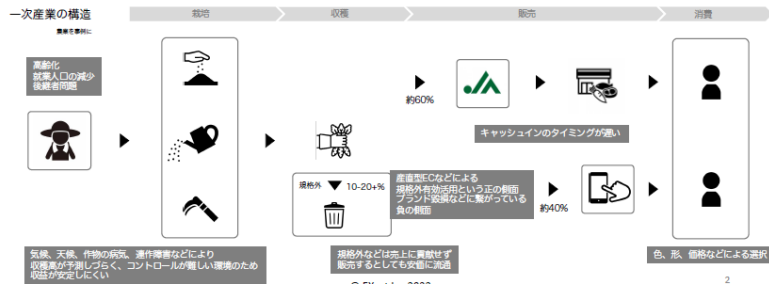 一次産業の構造
農業を事例に
栽培
収穫
販売
消費
高齢化
就業人口の減少
後継者問題
約60%
キャッシュインのタイミングが遅い
規格外
10-20+%
産直型ECなどによる
規格外有効活用という正の側面
ブランド毀損などに繋がっている
負の側面
約40%
気候、天候、作物の病気、連作障害などにより
収穫高が予測しづらく、コントロールが難しい環境のため
収益が安定しにくい
規格外などは売上に貢献せず
販売するとしても安価に流通
色、形、価格などによる選択
2